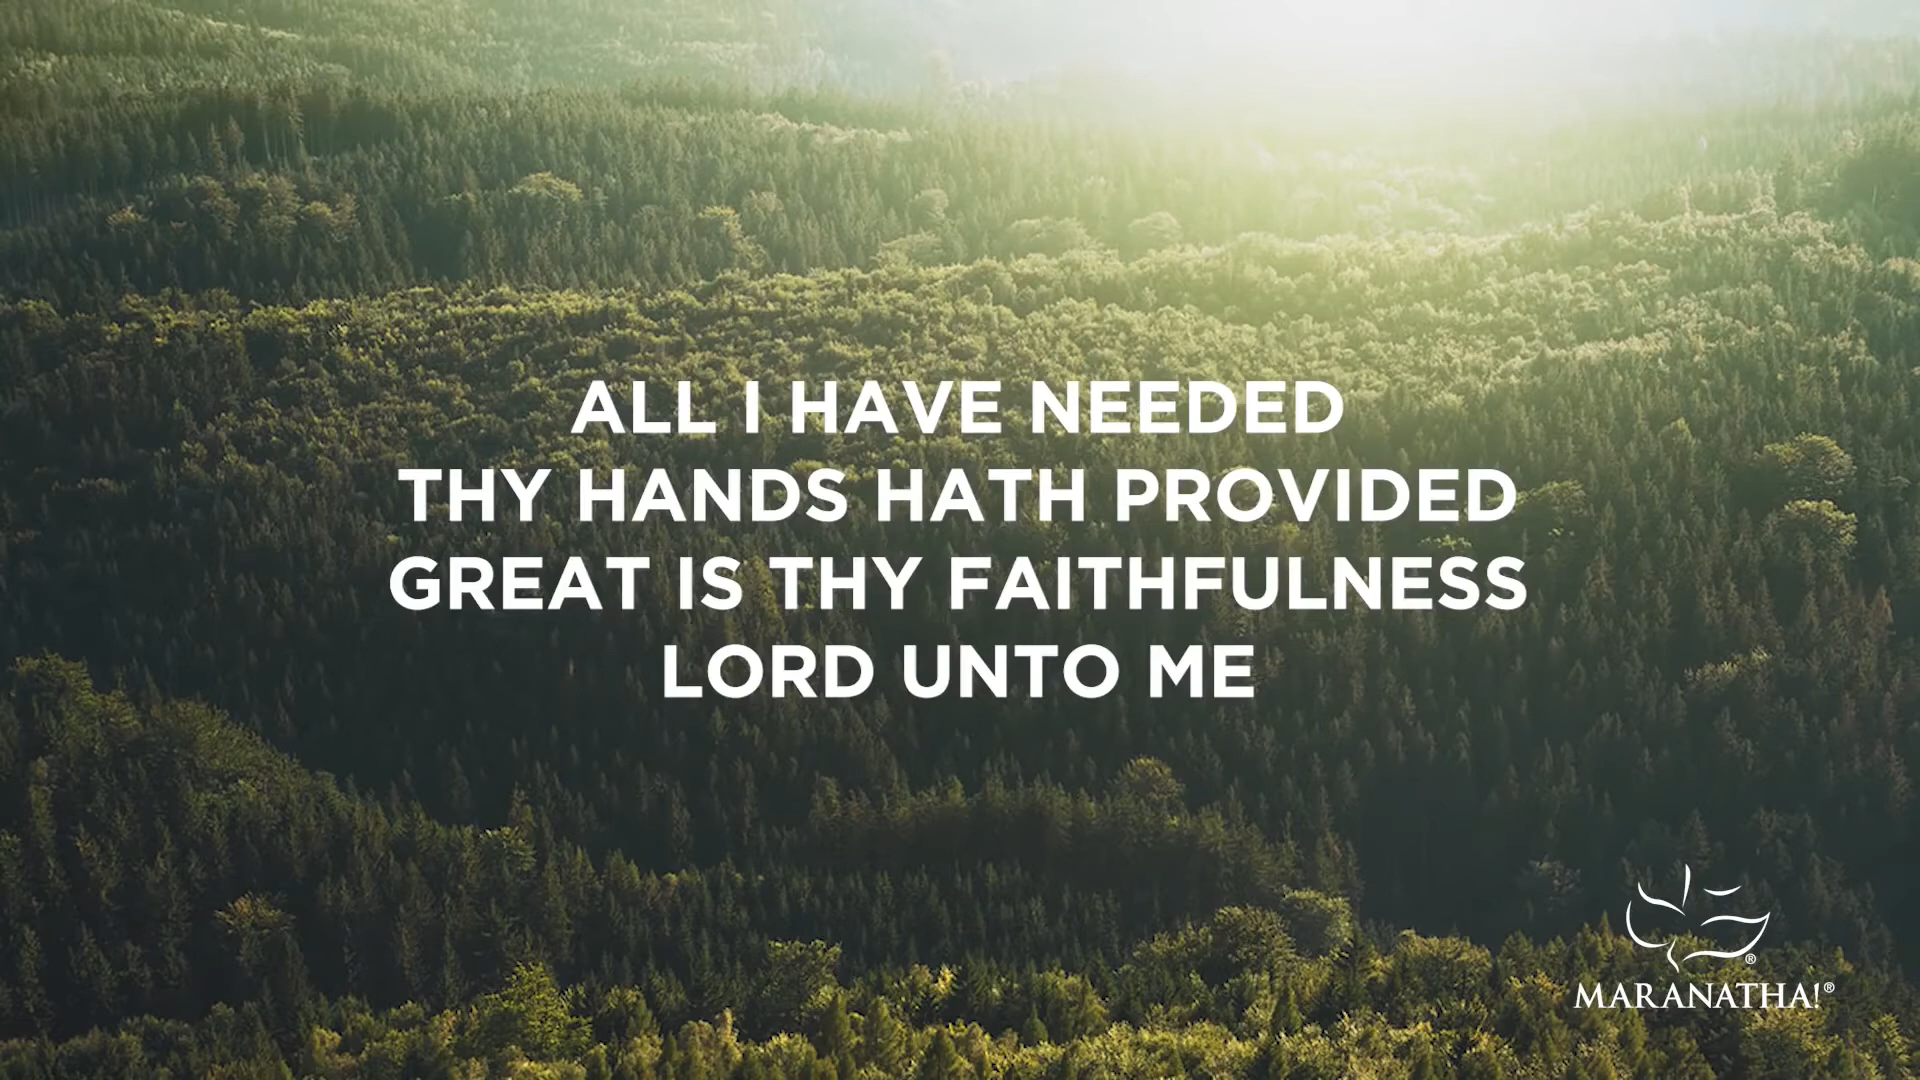 ALL I HAVE NEEDED
THY HANDS HATH PROVIDED
GREAT IS THY FAITHFULNESS
LORD UNTO ME
®
MARANATHA!®